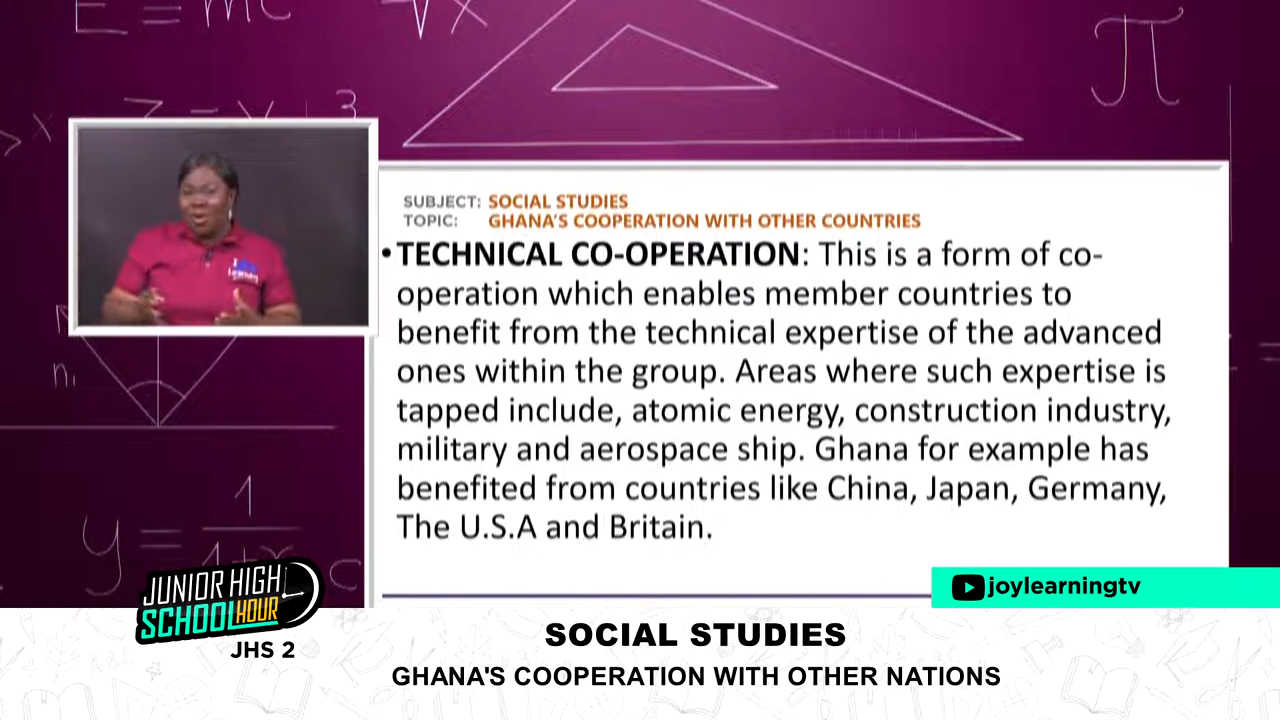 E = mc
√x
π
SUBJECT: SOCIAL STUDIES
TOPIC: GHANA'S COOPERATION WITH OTHER COUNTRIES
•TECHNICAL CO-OPERATION: This is a form of co-
operation which enables member countries to
benefit from the technical expertise of the advanced
ones within the group. Areas where such expertise is
tapped include, atomic energy, construction industry,
military and aerospace ship. Ghana for example has
benefited from countries like China, Japan, Germany,
The U.S.A and Britain.
Learning
y = 1
JUNIOR HIGH
SCHOOL HOUR
JHS 2
joylearningtv
SOCIAL STUDIES
GHANA'S COOPERATION WITH OTHER NATIONS